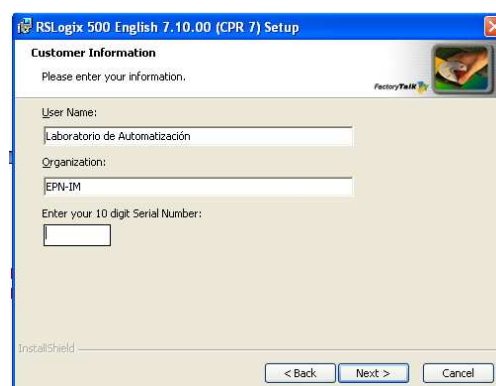 RSLogix 500 English 7.10.00 (CPR 7) Setup
Customer Information
Please enter your information.
FactoryTalk
User Name:
Laboratorio de Automatización
Organization:
EPN-IM
Enter your 10 digit Serial Number:
InstallShield
< Back Next > Cancel